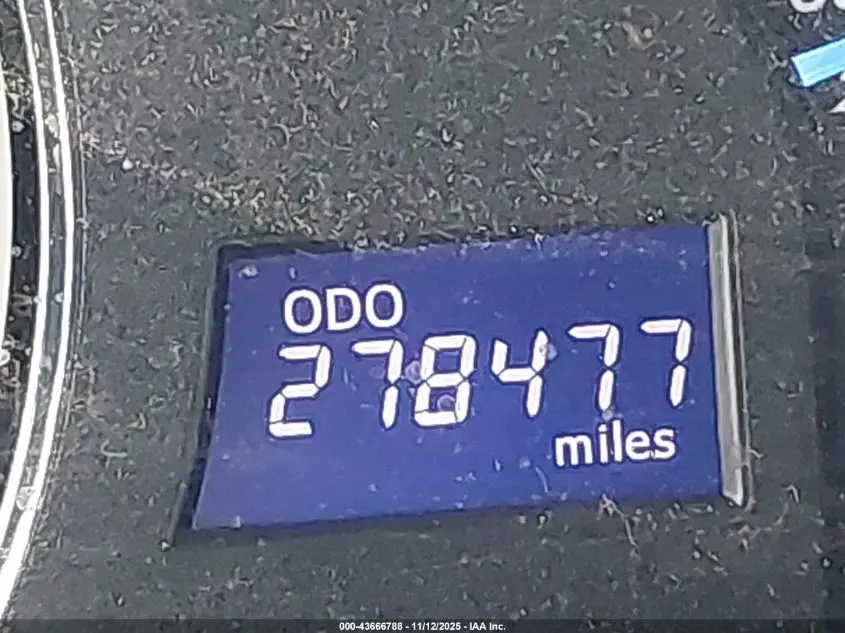 ODO
278477
miles
000-43666788 - 11/12/2025 - IAA Inc.